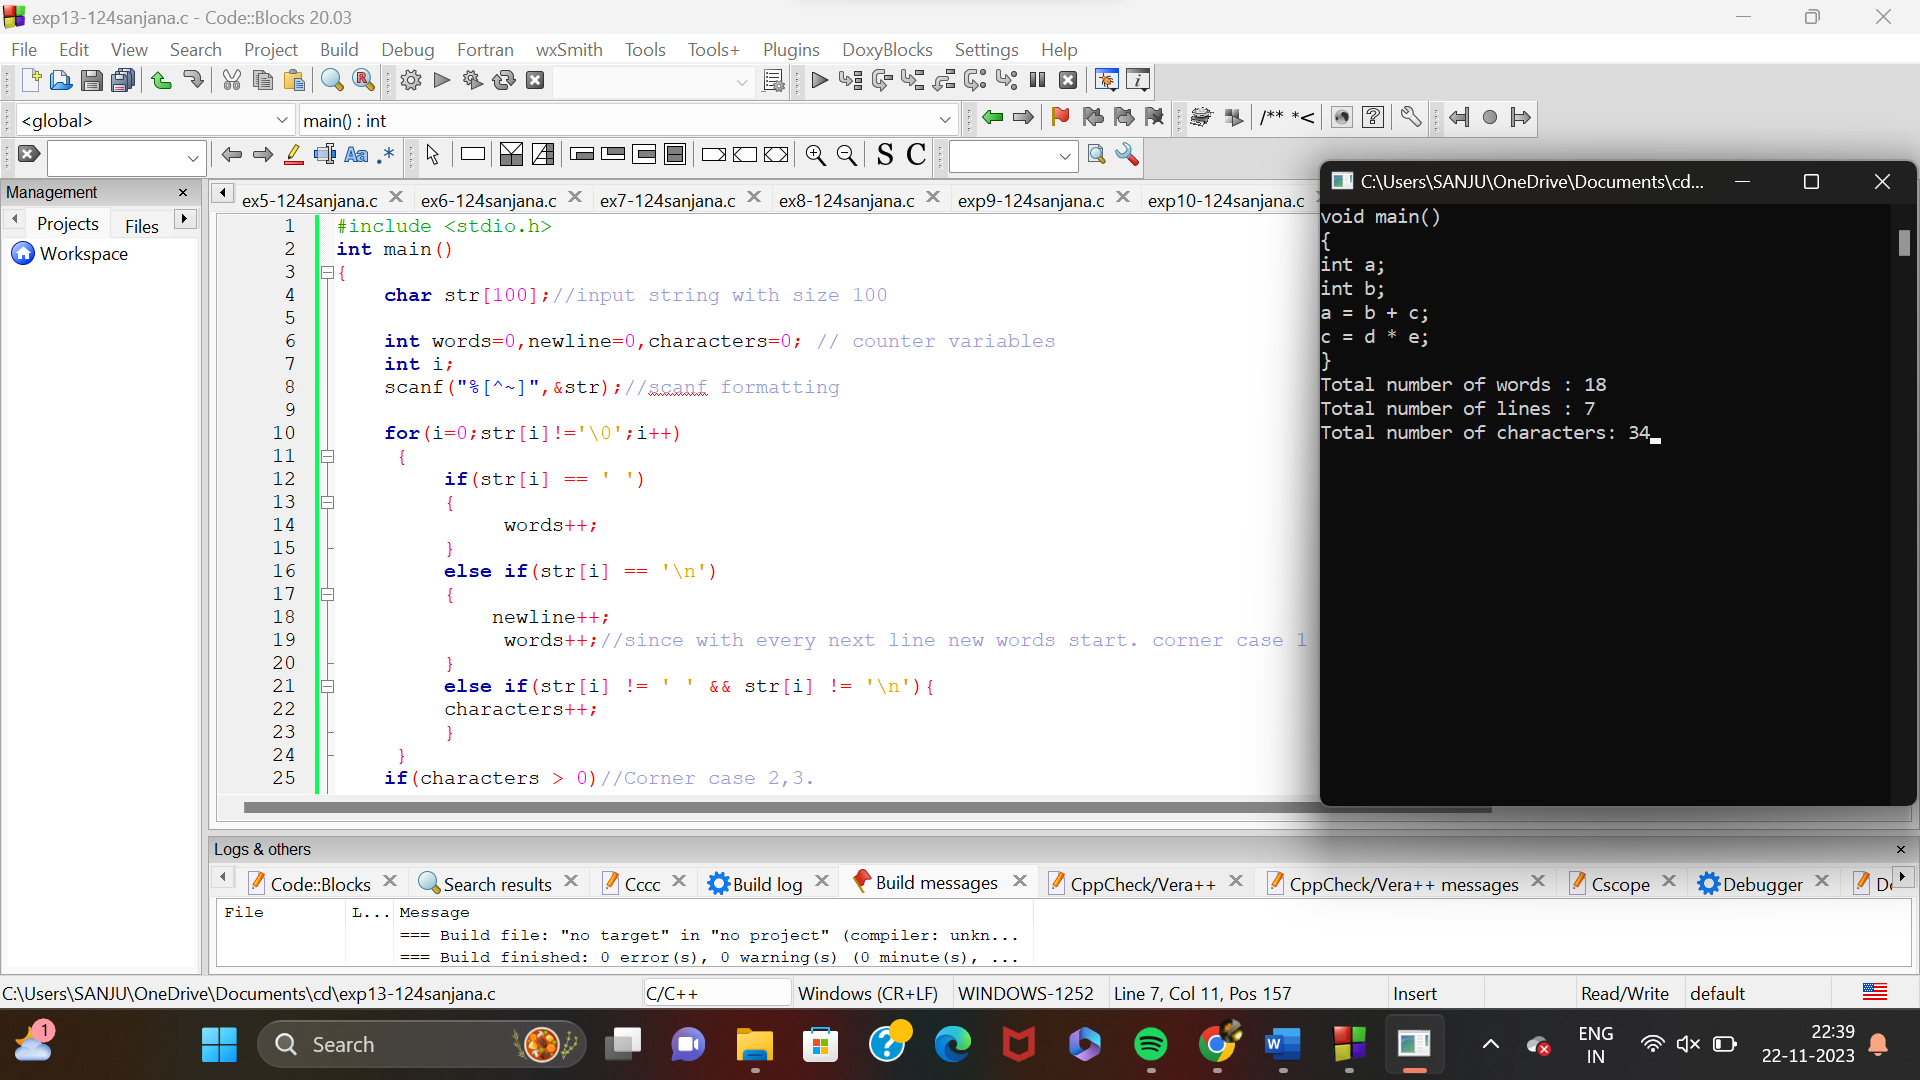 exp13-124sanjana.c - Code::Blocks 20.03
File Edit View Search Project Build Debug Fortran wxSmith Tools Tools+ Plugins DoxyBlocks Settings Help
<global> main() : int /** *<
Aa .* S C
Management
Projects Files
Workspace
ex5-124sanjana.c ex6-124sanjana.c ex7-124sanjana.c ex8-124sanjana.c exp9-124sanjana.c exp10-124sanjana.c
1 #include <stdio.h>
2 int main()
3 {
4 char str[100];//input string with size 100
5
6 int words=0,newline=0,characters=0; // counter variables
7 int i;
8 scanf("%[^~]",&str);//scanf formatting
9
10 for(i=0;str[i]!='\0';i++)
11 {
12 if(str[i] == ' ')
13 {
14 words++;
15 }
16 else if(str[i] == '\n')
17 {
18 newline++;
19 words++;//since with every next line new words start. corner case 1
20 }
21 else if(str[i] != ' ' && str[i] != '\n'){
22 characters++;
23 }
24 }
25 if(characters > 0)//Corner case 2,3.
C:\Users\SANJU\OneDrive\Documents\cd...
void main()
{
int a;
int b;
a = b + c;
c = d * e;
}
Total number of words : 18
Total number of lines : 7
Total number of characters: 34
Logs & others
Code::Blocks Search results Cccc Build log Build messages CppCheck/Vera++ CppCheck/Vera++ messages Cscope Debugger
File L... Message
=== Build file: "no target" in "no project" (compiler: unkn...
=== Build finished: 0 error(s), 0 warning(s) (0 minute(s), ...
C:\Users\SANJU\OneDrive\Documents\cd\exp13-124sanjana.c C/C++ Windows (CR+LF) WINDOWS-1252 Line 7, Col 11, Pos 157 Insert Read/Write default
1 Search ENG IN 22:39 22-11-2023